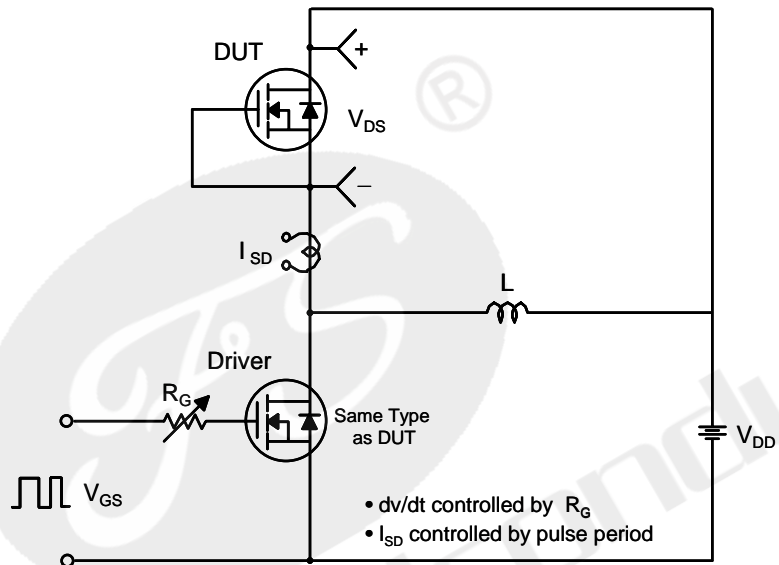 DUT
+
V_DS
−
®
I_SD
L
Driver
R_G
Same Type
as DUT
V_DD
V_GS
• dv/dt controlled by R_G
• I_SD controlled by pulse period